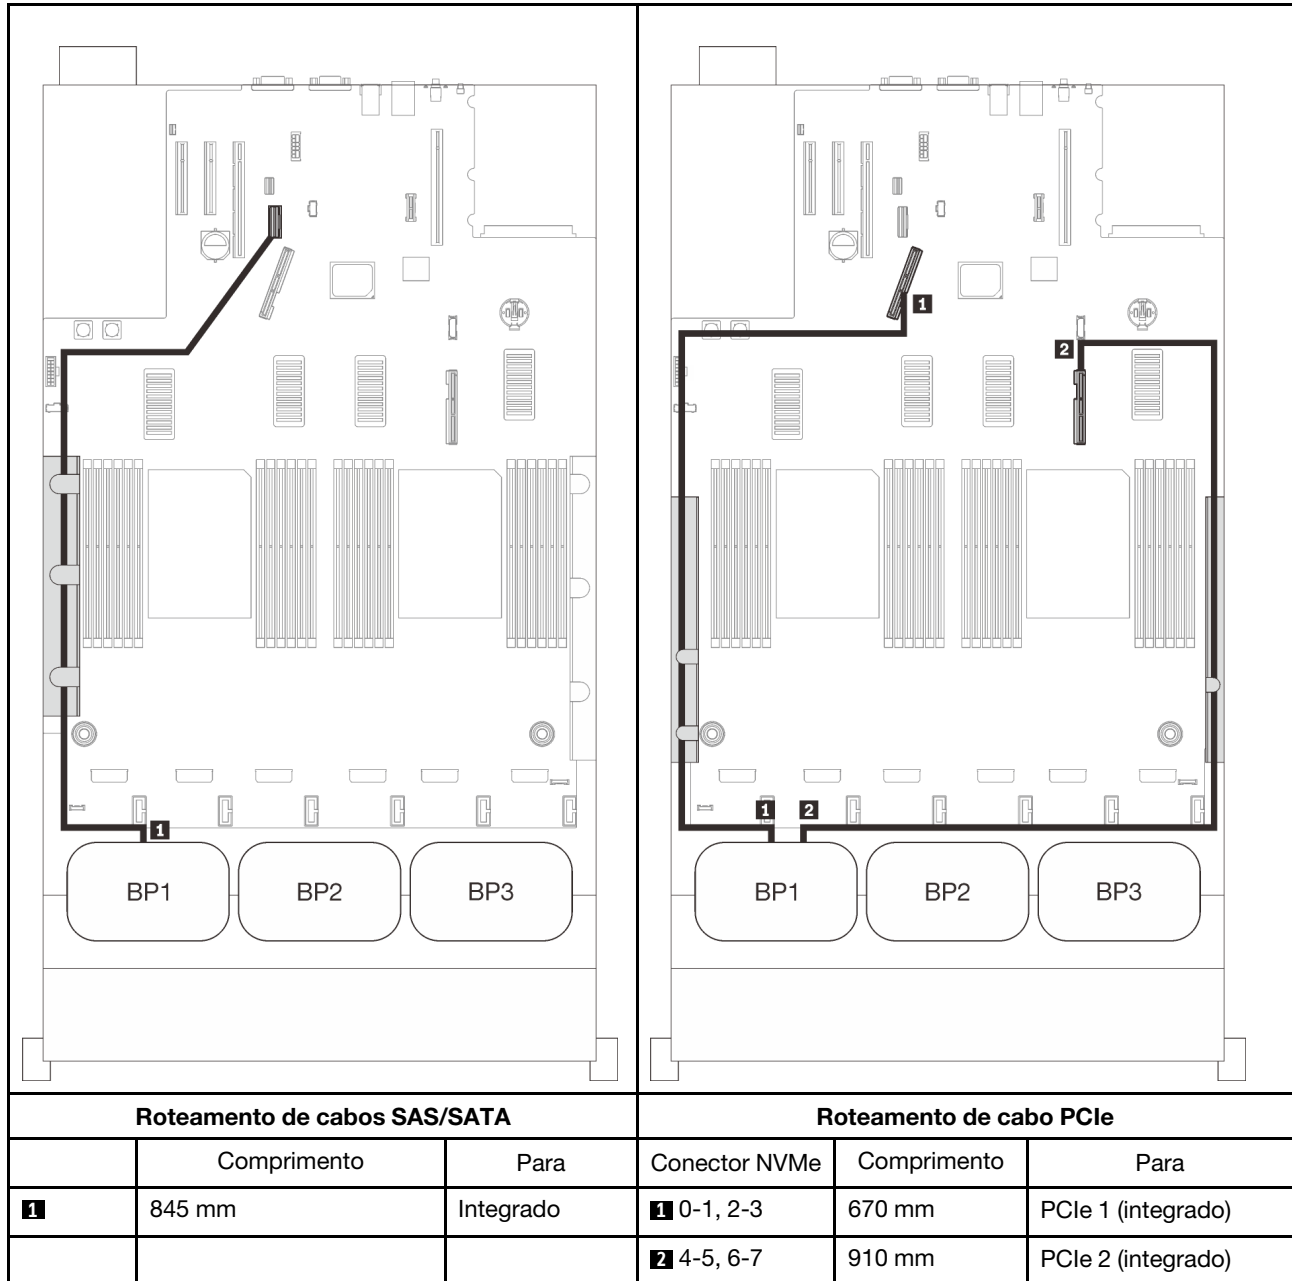 1
BP1
BP2
BP3
1
2
1
2
BP1
BP2
BP3
Roteamento de cabos SAS/SATA
Roteamento de cabo PCIe
Comprimento
Para
Conector NVMe
Comprimento
Para
1
845 mm
Integrado
1 0-1, 2-3
670 mm
PCIe 1 (integrado)
2 4-5, 6-7
910 mm
PCIe 2 (integrado)